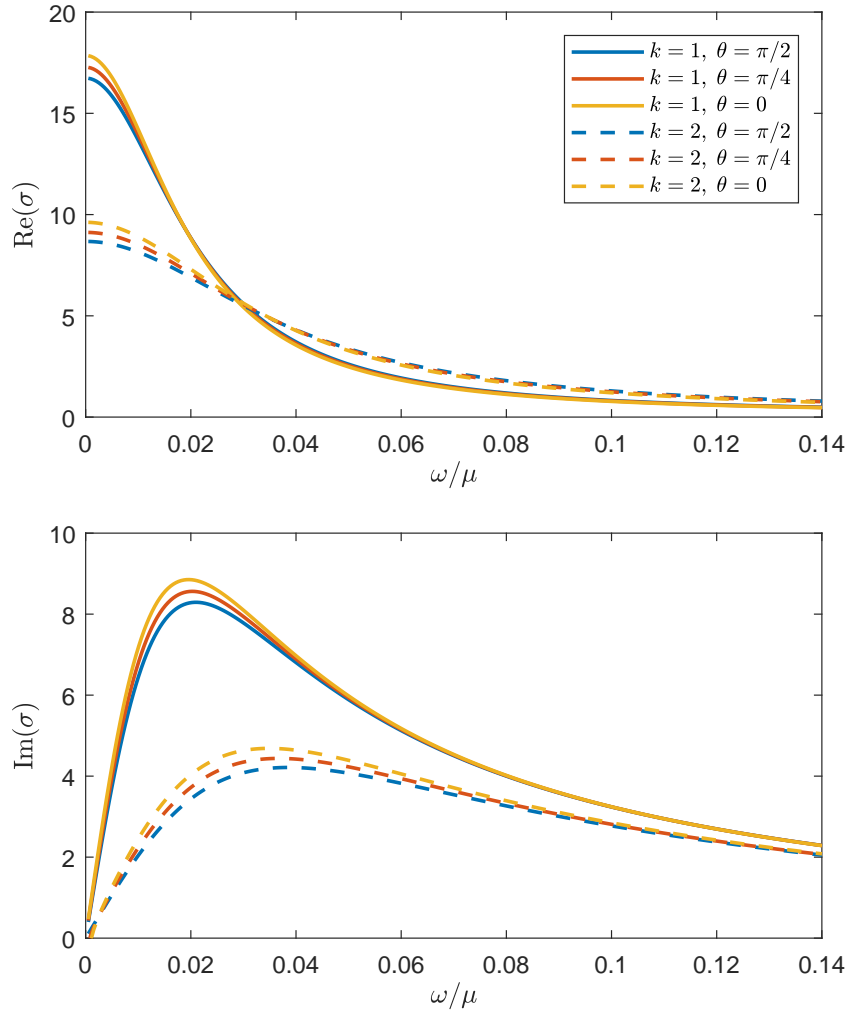 20
15
10
5
0
Re(σ)
k = 1, θ = π/2
k = 1, θ = π/4
k = 1, θ = 0
k = 2, θ = π/2
k = 2, θ = π/4
k = 2, θ = 0
0 0.02 0.04 0.06 0.08 0.1 0.12 0.14
ω/μ
10
8
6
4
2
0
Im(σ)
0 0.02 0.04 0.06 0.08 0.1 0.12 0.14
ω/μ